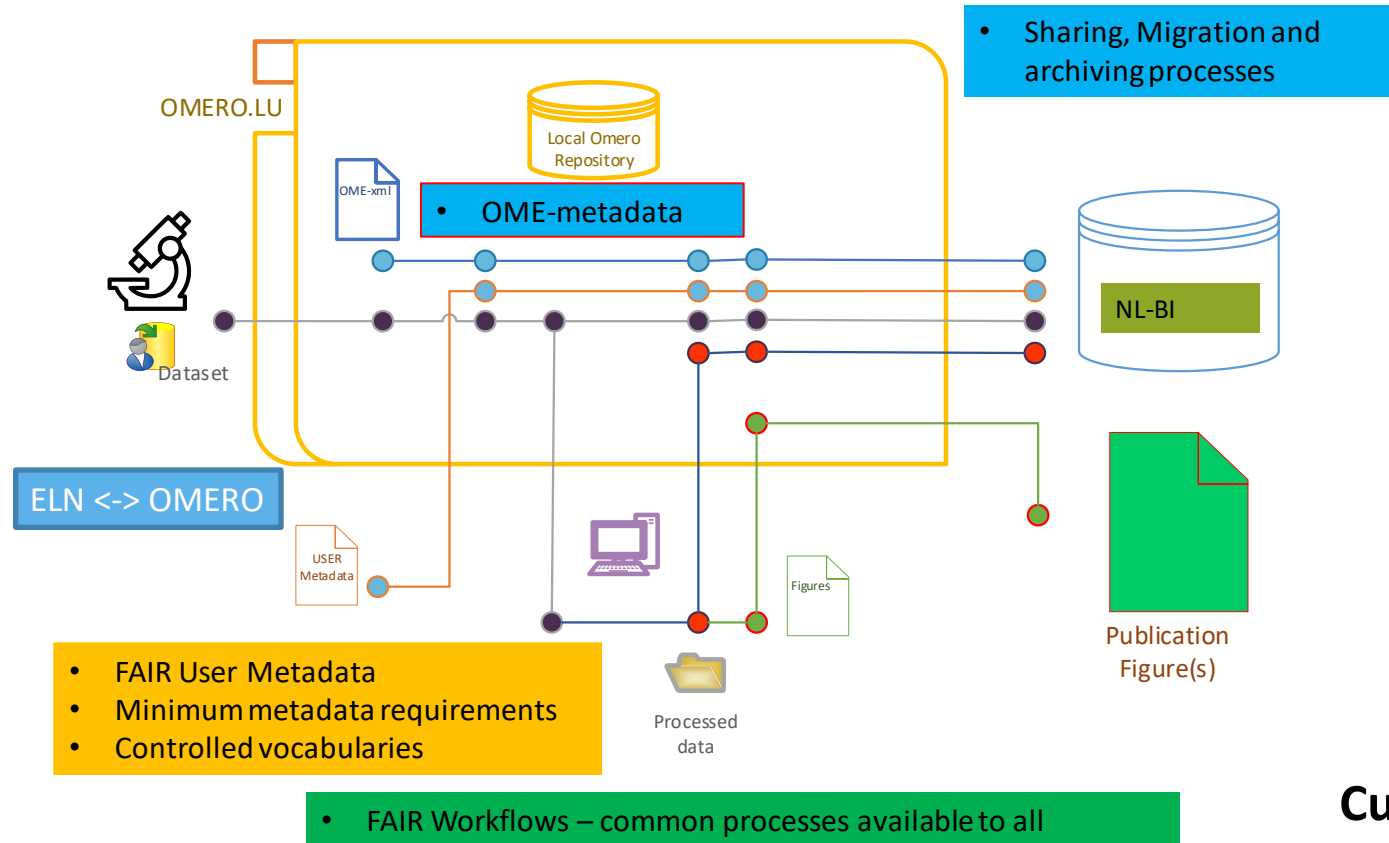 • Sharing, Migration and
archiving processes
OMERO.LU
Local Omero
Repository
OME-xml
• OME-metadata
NL-BI
Dataset
ELN <-> OMERO
USER
Metadata
Figures
Publication
Figure(s)
• FAIR User Metadata
• Minimum metadata requirements
• Controlled vocabularies
Processed
data
Cu
• FAIR Workflows – common processes available to all